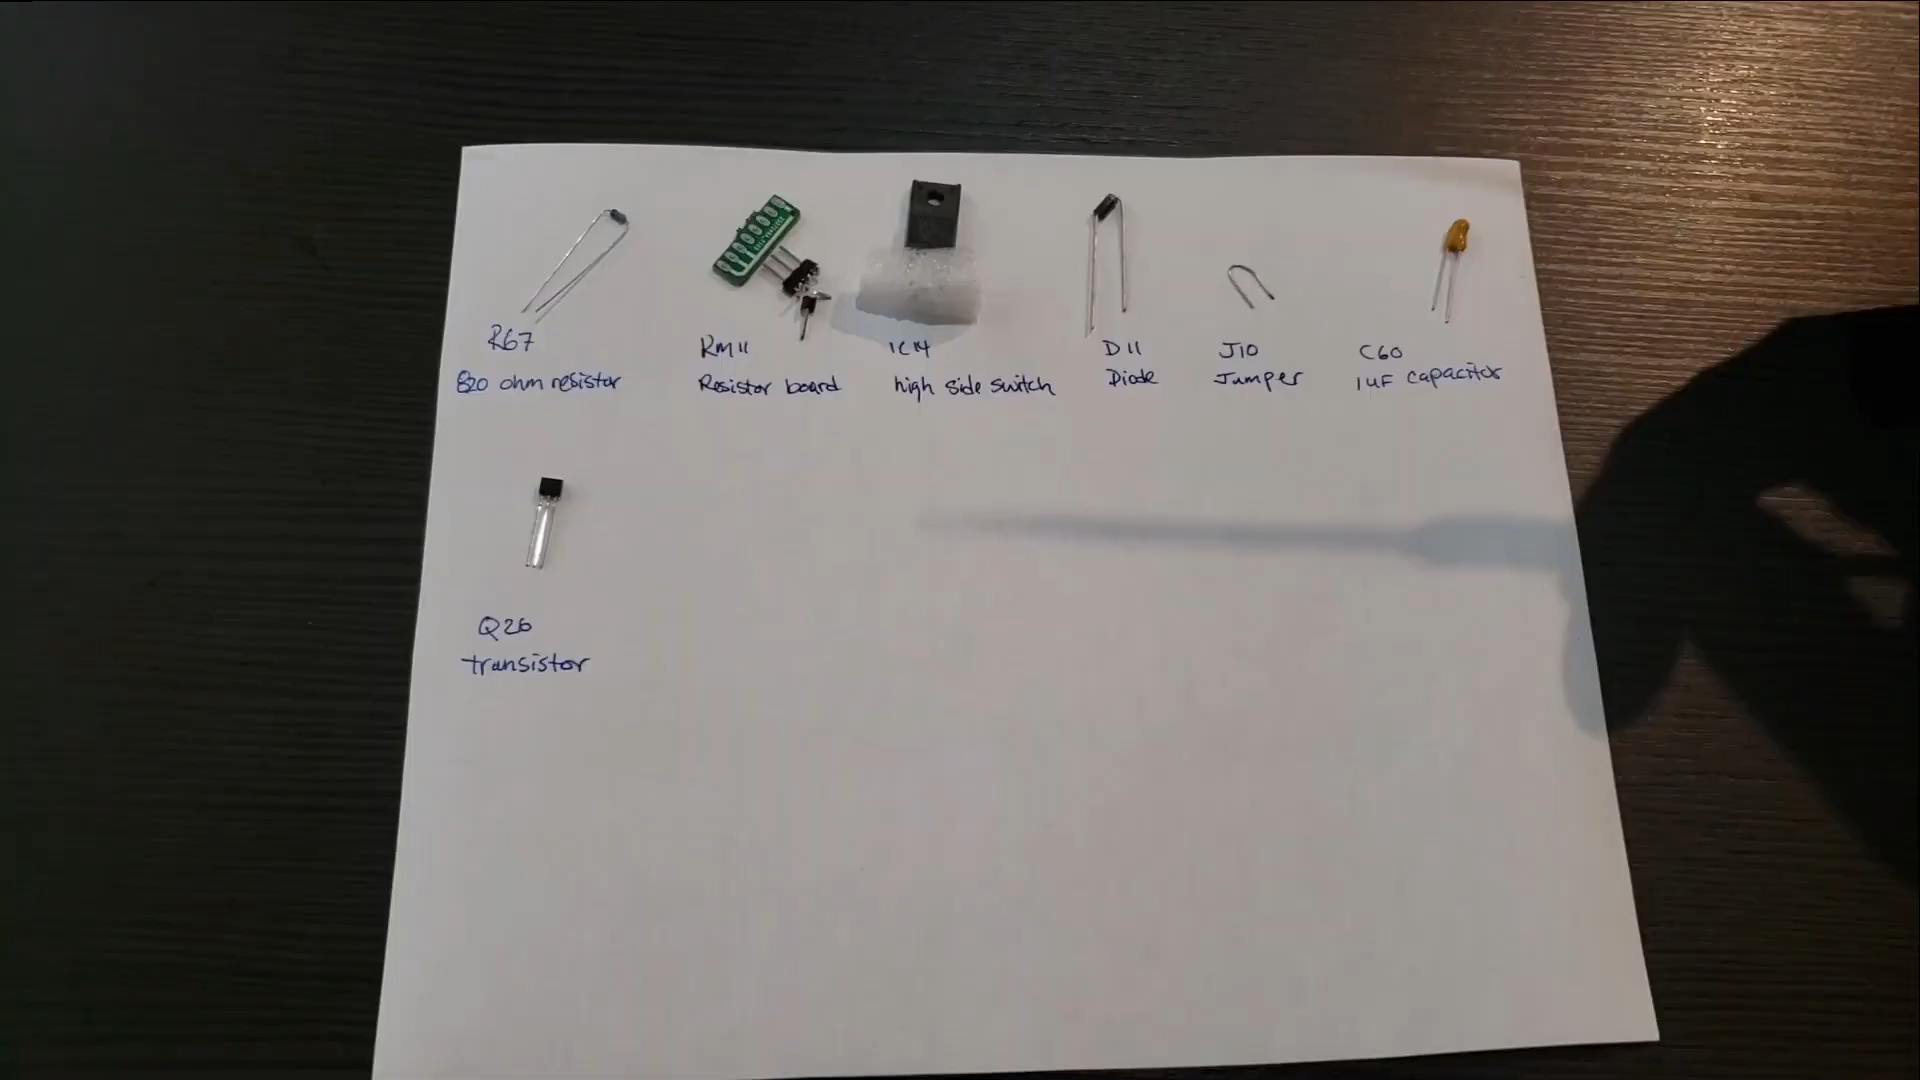 R67
820 ohm resistor
RM11
Resistor board
IC14
high side switch
D11
Diode
J10
Jumper
C60
1uF capacitor
Q26
transistor